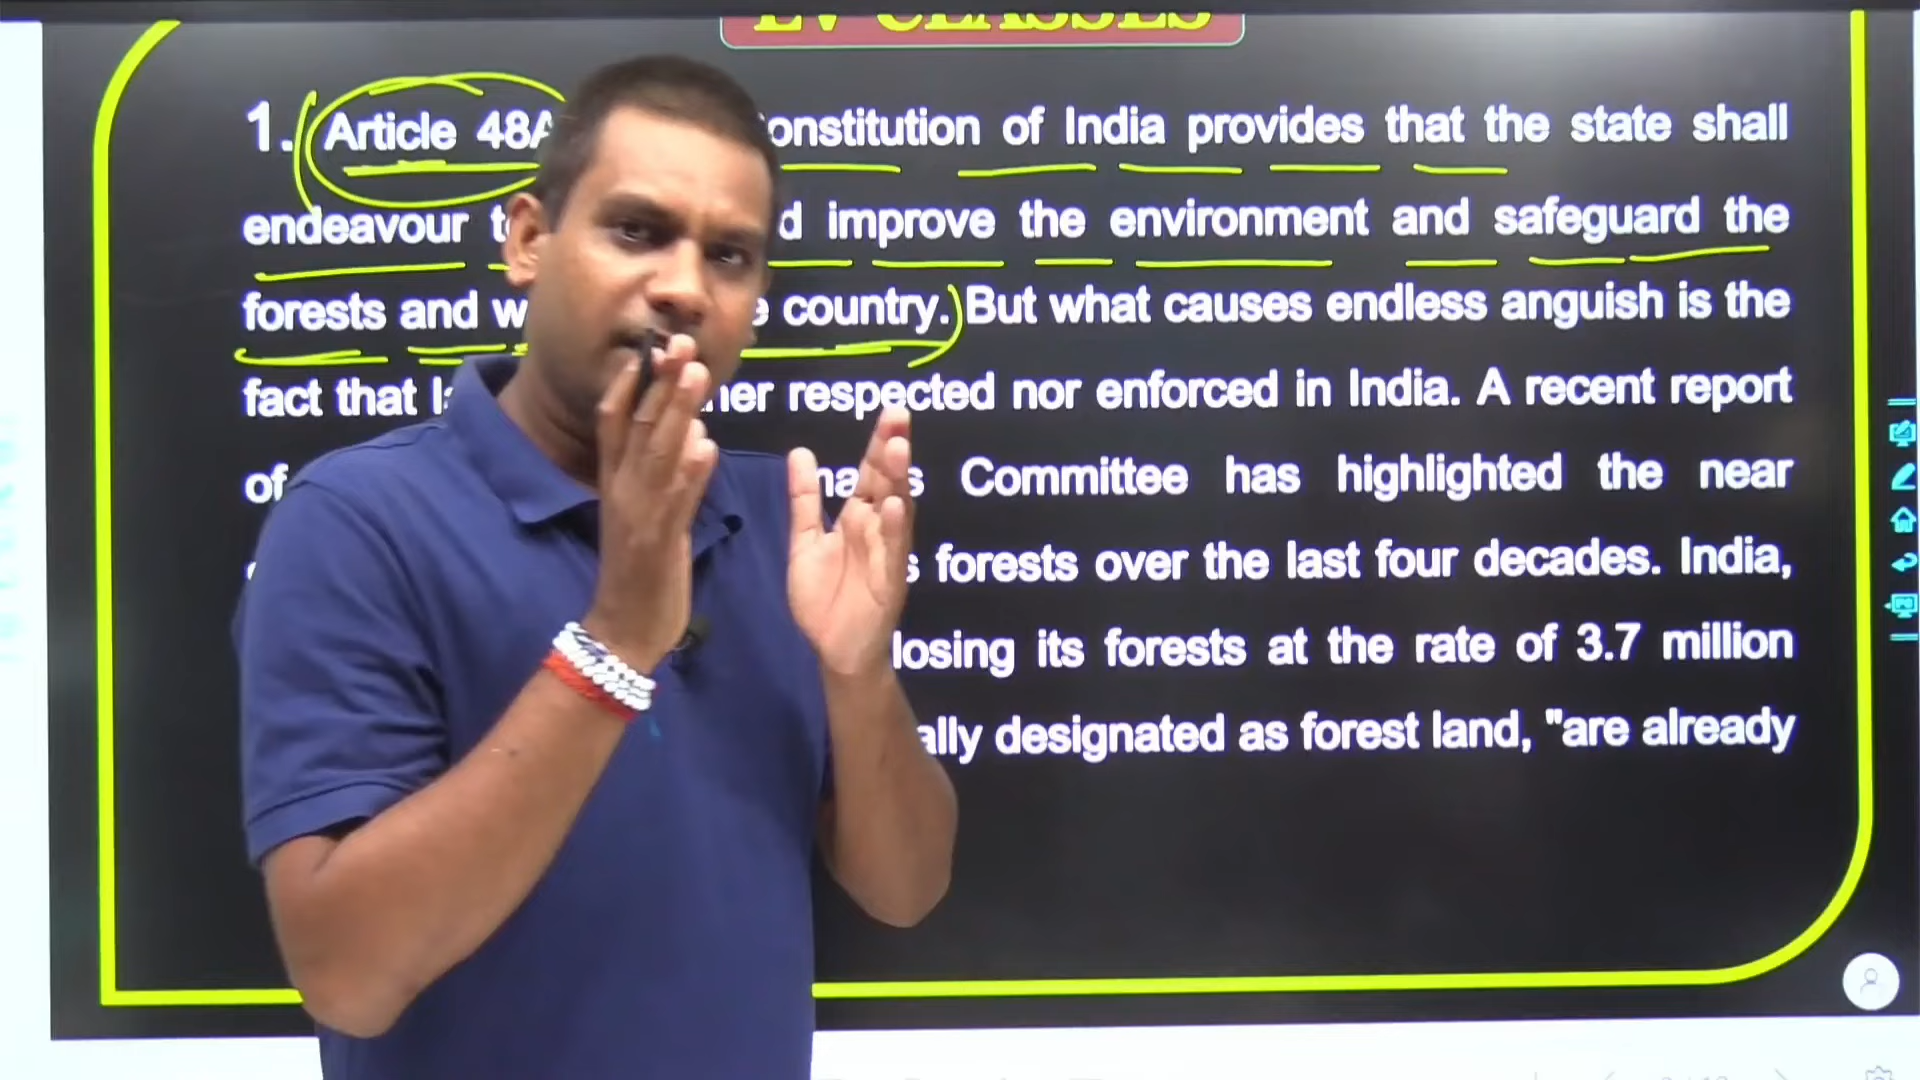 EV CLASSES
1. Article 48A onstitution of India provides that the state shall
endeavour d improve the environment and safeguard the
forests and w e country. But what causes endless anguish is the
fact that ner respected nor enforced in India. A recent report
of Committee has highlighted the near
s forests over the last four decades. India,
losing its forests at the rate of 3.7 million
ally designated as forest land, "are already